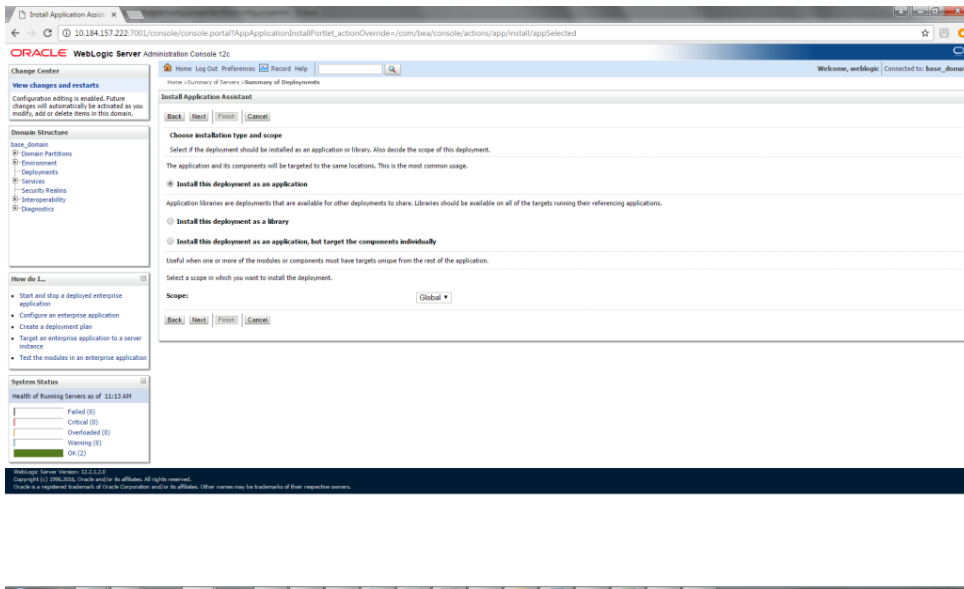 Install Application Assist
10.184.157.222:7001/console/console.portal?AppApplicationInstallPortlet_actionOverride=/com/bea/console/actions/app/install/appSelected
ORACLE WebLogic Server Administration Console 12c
Change Center
View changes and restarts
Configuration editing is enabled. Future
changes will automatically be activated as you
modify, add or delete items in this domain.
Domain Structure
base_domain
Domain Partitions
Environment
Deployments
Services
Security Realms
Interoperability
Diagnostics
How do I...
Start and stop a deployed enterprise
application
Configure an enterprise application
Create a deployment plan
Target an enterprise application to a server
instance
Test the modules in an enterprise application
System Status
Health of Running Servers as of 11:13 AM
Failed (0)
Critical (0)
Overloaded (0)
Warning (0)
OK (2)
Home Log Out Preferences Record Help
Welcome, weblogic Connected to: base_domai
Home >Summary of Servers >Summary of Deployments
Install Application Assistant
Back Next Finish Cancel
Choose installation type and scope
Select if the deployment should be installed as an application or library. Also decide the scope of this deployment.
The application and its components will be targeted to the same locations. This is the most common usage.
Install this deployment as an application
Application libraries are deployments that are available for other deployments to share. Libraries should be available on all of the targets running their referencing applications.
Install this deployment as a library
Install this deployment as an application, but target the components individually
Useful when one or more of the modules or components must have targets unique from the rest of the application.
Select a scope in which you want to install the deployment.
Scope: Global
Back Next Finish Cancel
WebLogic Server Version: 12.2.1.2.0
Copyright (c) 1996,2016, Oracle and/or its affiliates. All rights reserved.
Oracle is a registered trademark of Oracle Corporation and/or its affiliates. Other names may be trademarks of their respective owners.